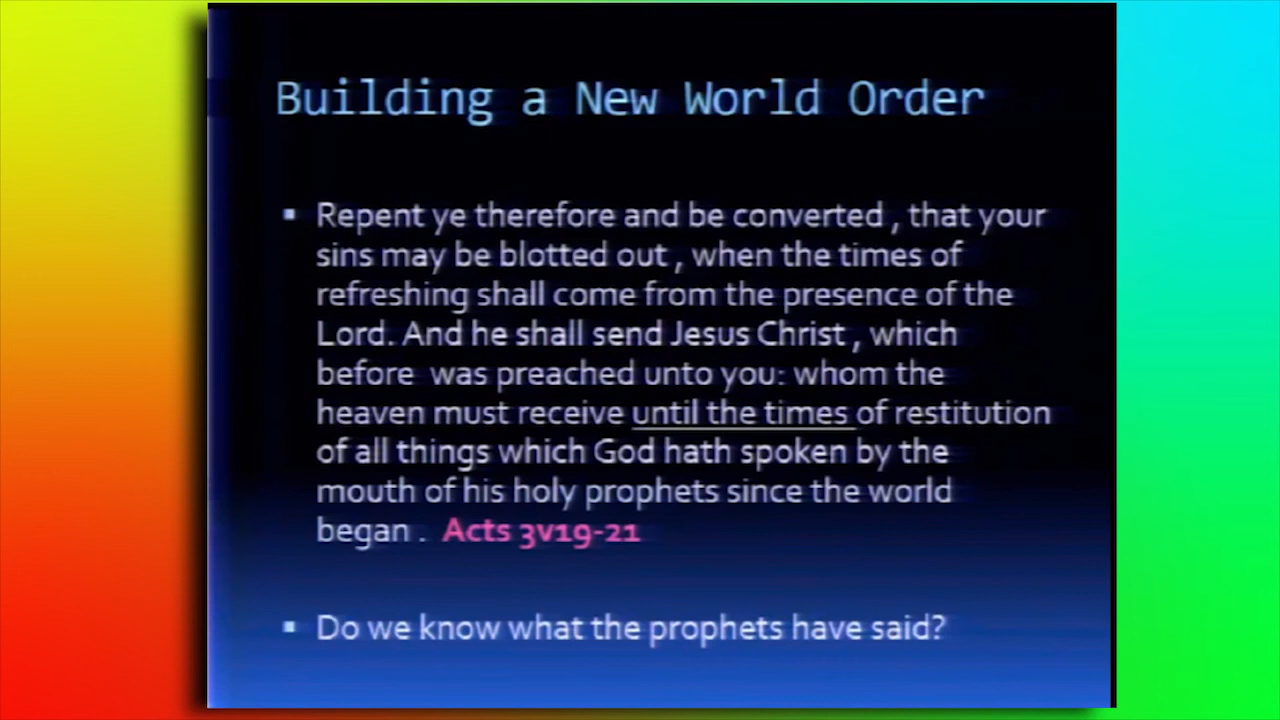 Building a New World Order
▪ Repent ye therefore and be converted , that your
sins may be blotted out , when the times of
refreshing shall come from the presence of the
Lord. And he shall send Jesus Christ , which
before  was preached unto you: whom the
heaven must receive until the times of restitution
of all things which God hath spoken by the
mouth of his holy prophets since the world
began .  Acts 3v19-21
▪ Do we know what the prophets have said?